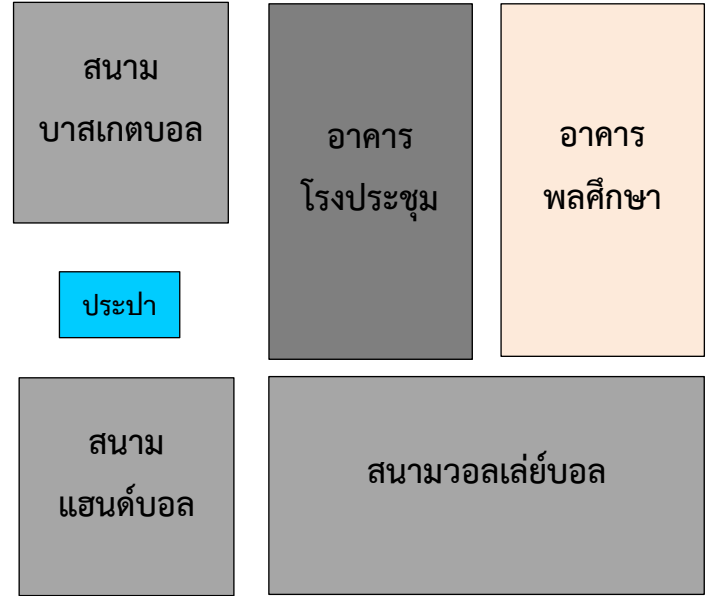 สนาม
บาสเกตบอล
อาคาร
โรงประชุม
อาคาร
พลศึกษา
ประปา
สนาม
แฮนด์บอล
สนามวอลเล่ย์บอล